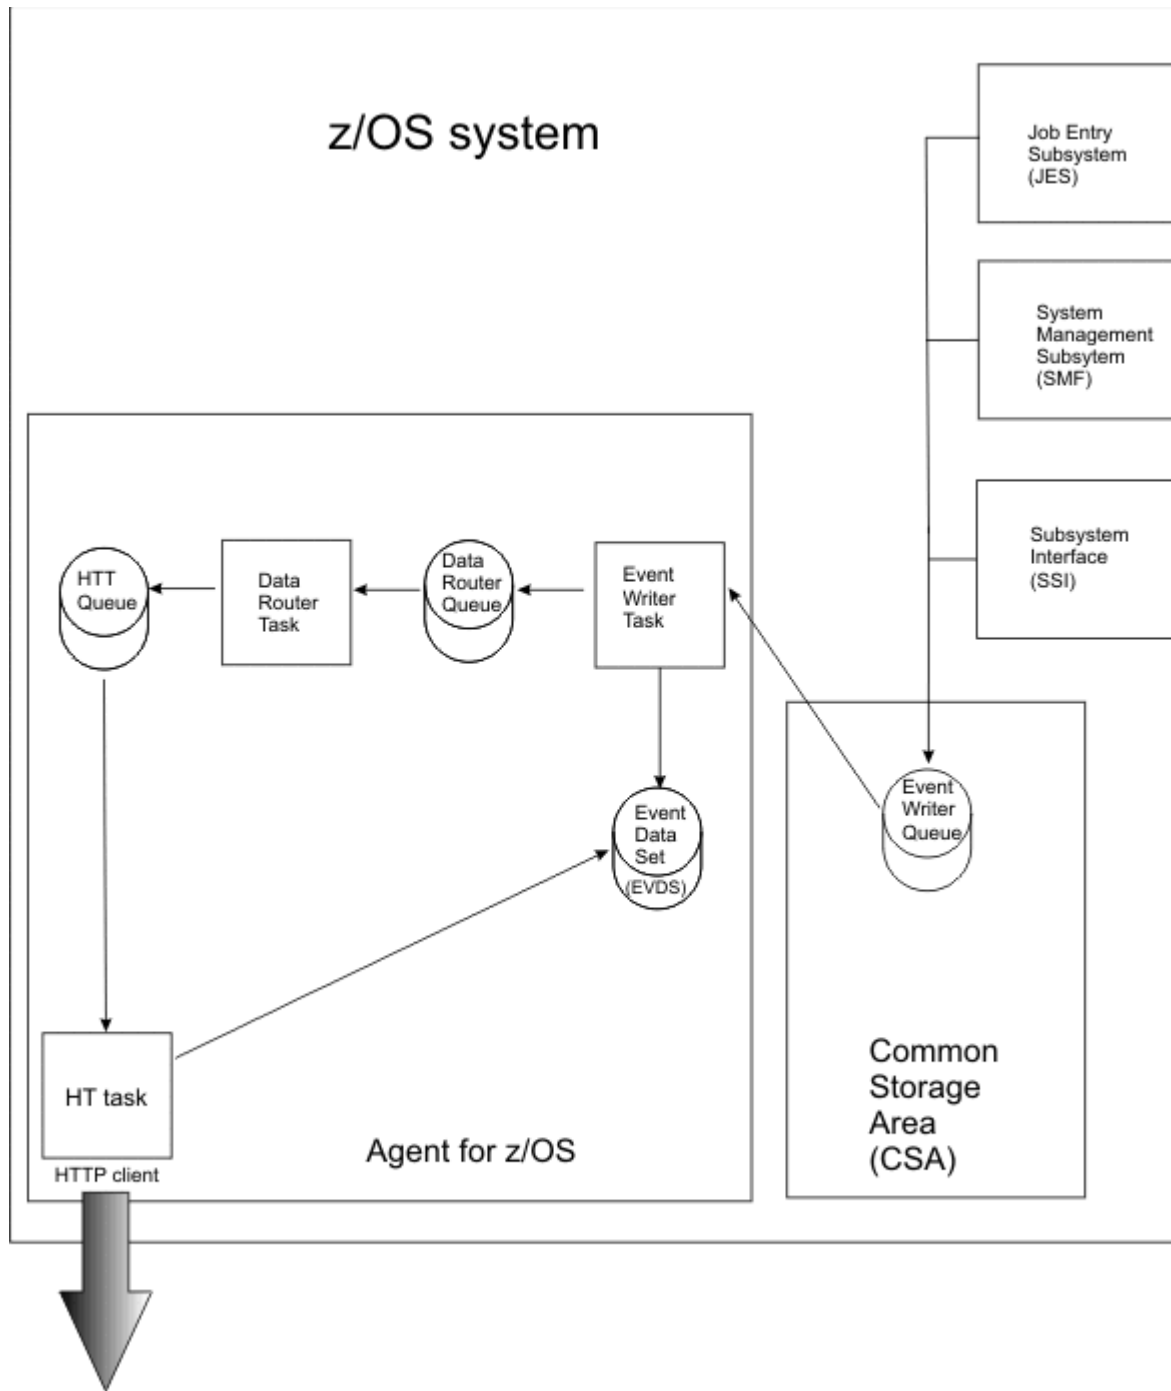 z/OS system
Job Entry
Subsystem
(JES)
System
Management
Subsytem
(SMF)
Subsystem
Interface
(SSI)
HTT
Queue
Data
Router
Task
Data
Router
Queue
Event
Writer
Task
Event
Data
Set
(EVDS)
Event
Writer
Queue
HT task
HTTP client
Agent for z/OS
Common
Storage
Area
(CSA)